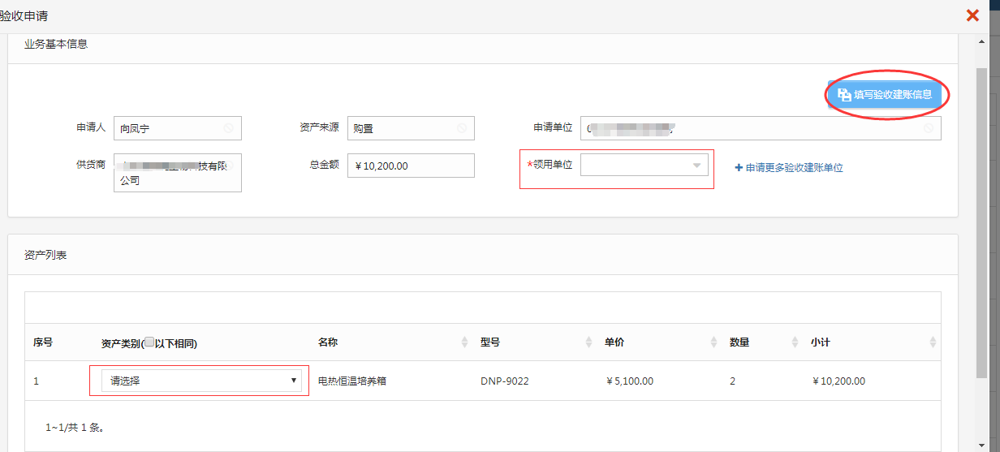 验收申请
业务基本信息
填写验收建账信息
申请人 向凤宁 资产来源 购置 申请单位
供货商 科技有限 总金额 ￥10,200.00 *领用单位 申请更多验收建账单位
公司
资产列表
序号 资产类别(以下相同) 名称 型号 单价 数量 小计
1 请选择 电热恒温培养箱 DNP-9022 ￥5,100.00 2 ￥10,200.00
1~1/共 1 条。